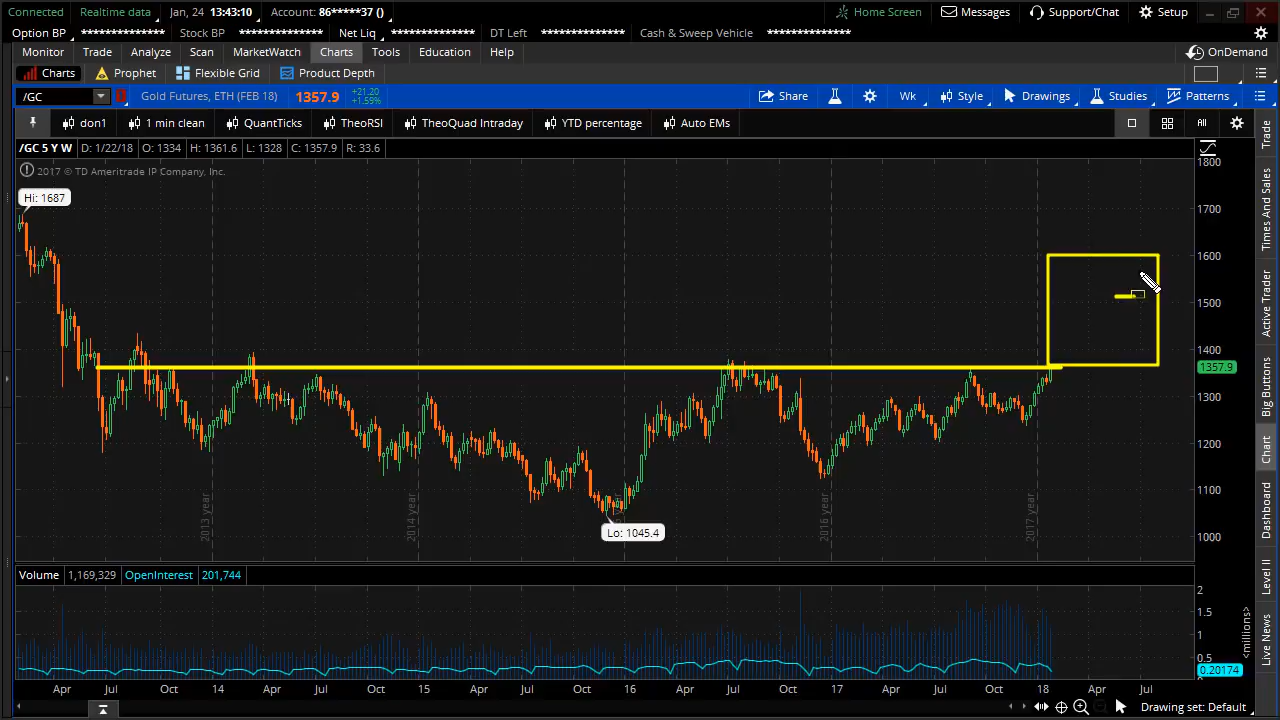 Connected Realtime data Jan, 24 13:43:10 Account: 86*****37 () Home Screen Messages Support/Chat Setup
Option BP *************** Stock BP *************** Net Liq *************** DT Left *************** Cash & Sweep Vehicle ***************
Monitor Trade Analyze Scan MarketWatch Charts Tools Education Help OnDemand
Charts Prophet Flexible Grid Product Depth
/GC Gold Futures, ETH (FEB 18) 1357.9 +21.20 +1.59% Share Wk Style Drawings Studies Patterns
don1 1 min clean QuantTicks TheoRSI TheoQuad Intraday YTD percentage Auto EMs All
/GC 5 Y W D: 1/22/18 O: 1334 H: 1361.6 L: 1328 C: 1357.9 R: 33.6
2017 © TD Ameritrade IP Company, Inc.
Hi: 1687
Lo: 1045.4
2013 year 2014 year year 2016 year 2017 year
1800
1700
1600
1500
1400
1357.9
1300
1200
1100
1000
Volume 1,169,329 OpenInterest 201,744
2
1.5
1
0.5
0.20174
<millions>
Apr Jul Oct 14 Apr Jul Oct 15 Apr Jul Oct 16 Apr Jul Oct 17 Apr Jul Oct 18 Apr Jul
Drawing set: Default
Trade
Times And Sales
Active Trader
Big Buttons
Chart
Dashboard
Level II
Live News